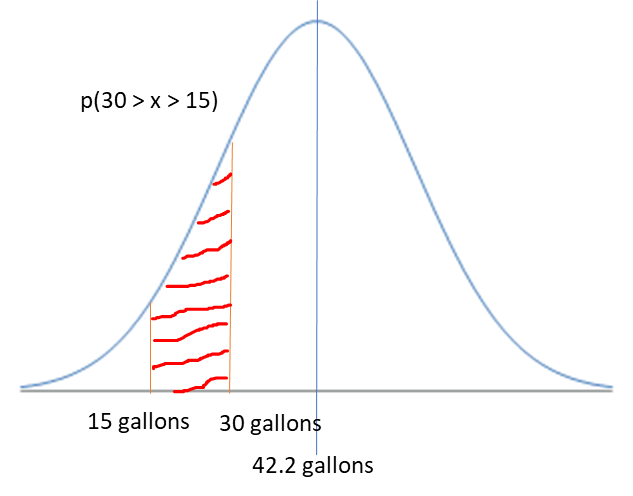 p(30 > x > 15)
15 gallons
30 gallons
42.2 gallons